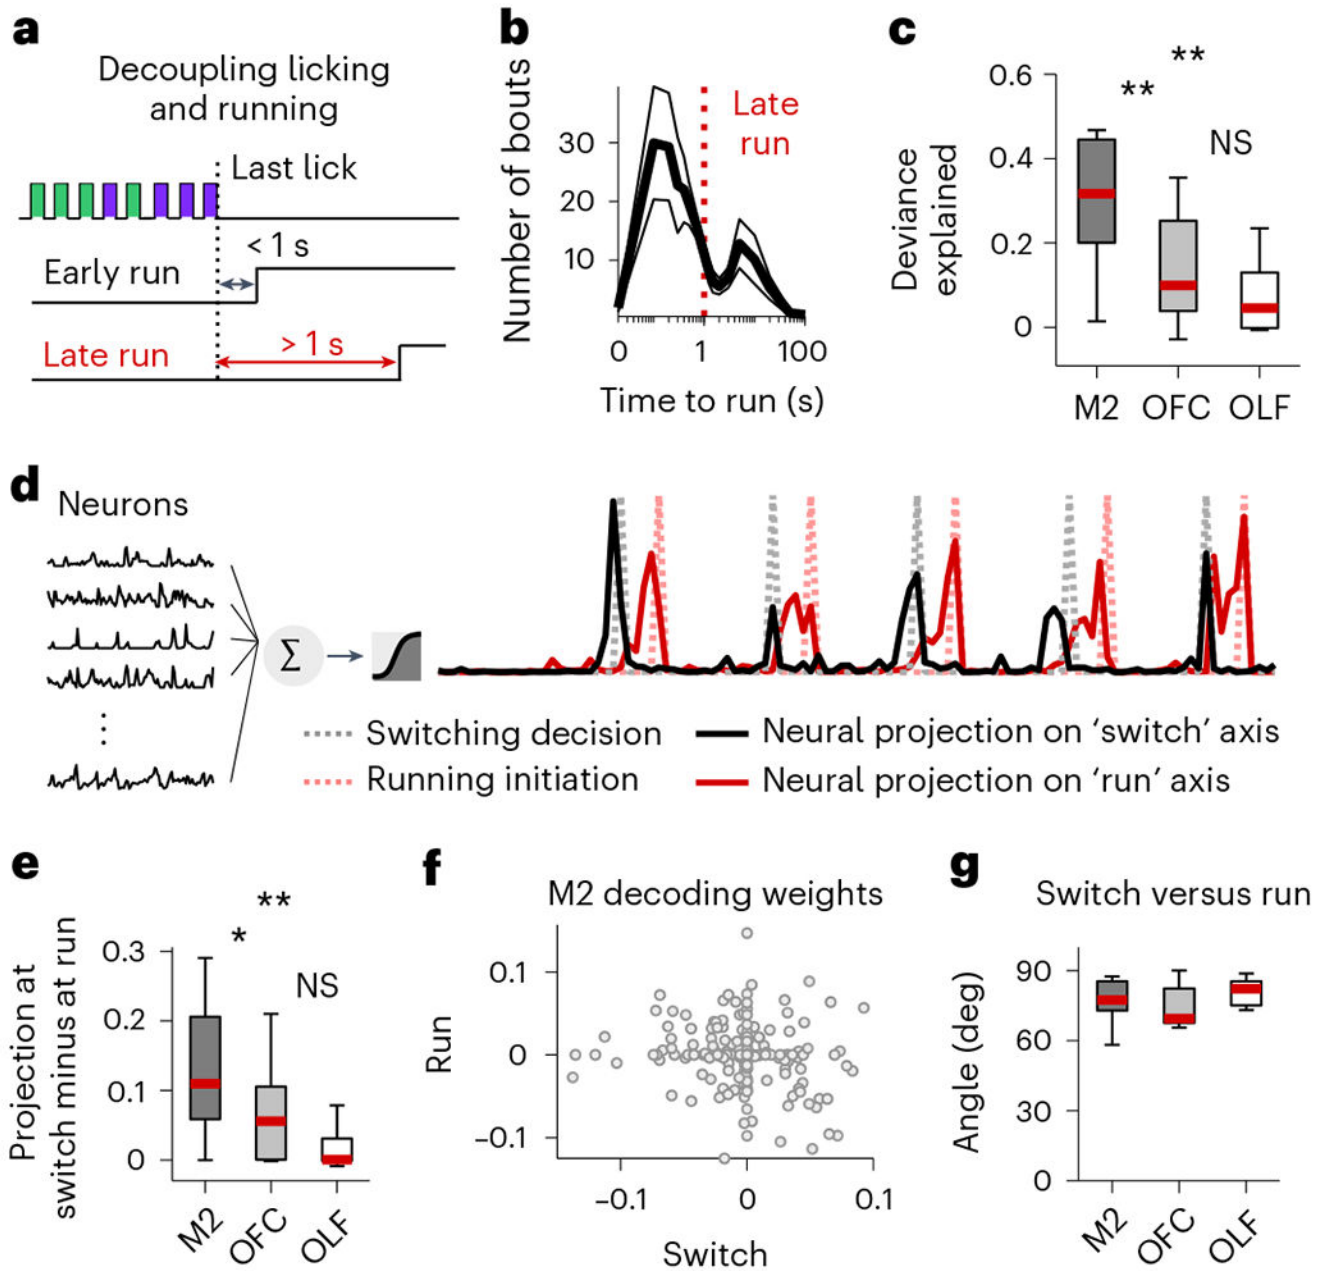 a
Decoupling licking
and running
Last lick
< 1 s
Early run
> 1 s
Late run
b
Number of bouts
30
20
10
Late
run
0 1 100
Time to run (s)
c
Deviance
explained
0.6
0.4
0.2
0
**
**
NS
M2 OFC OLF
d
Neurons
⋮
Σ
Switching decision
Running initiation
Neural projection on ‘switch’ axis
Neural projection on ‘run’ axis
e
Projection at
switch minus at run
0.3
0.2
0.1
0
**
*
NS
M2 OFC OLF
f
M2 decoding weights
Run
0.1
0
–0.1
–0.1 0 0.1
Switch
g
Switch versus run
Angle (deg)
90
60
30
0
M2 OFC OLF